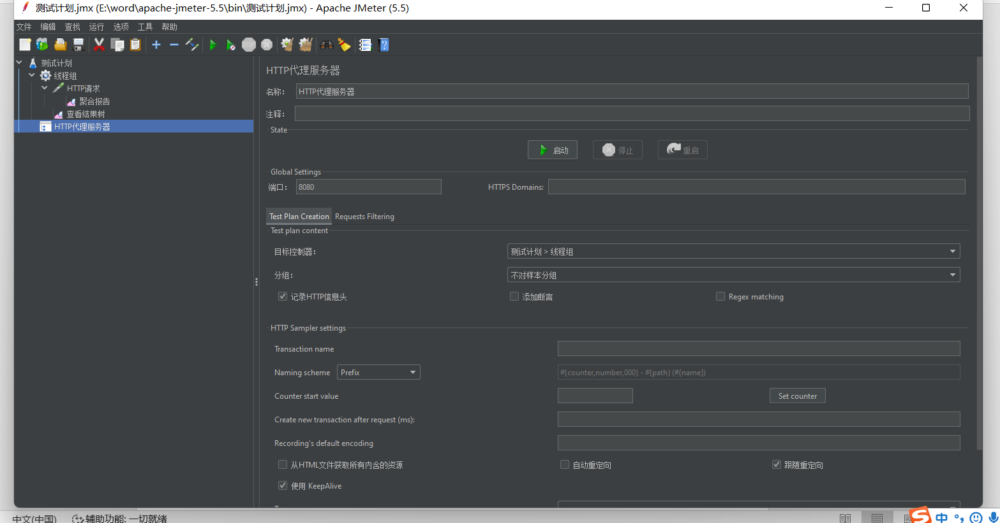 测试计划.jmx (E:\word\apache-jmeter-5.5\bin\测试计划.jmx) - Apache JMeter (5.5)
文件 编辑 查找 运行 选项 工具 帮助
STOP
测试计划
线程组
HTTP请求
聚合报告
查看结果树
HTTP代理服务器
HTTP代理服务器
名称： HTTP代理服务器
注释：
State
启动 停止 重启
Global Settings
端口： 8080 HTTPS Domains:
Test Plan Creation Requests Filtering
Test plan content
目标控制器： 测试计划 > 线程组
分组： 不对样本分组
记录HTTP信息头 添加断言 Regex matching
HTTP Sampler settings
Transaction name
Naming scheme Prefix #{counter,number,000} - #{path} (#{name})
Counter start value Set counter
Create new transaction after request (ms):
Recording's default encoding
从HTML文件获取所有内含的资源 自动重定向 跟随重定向
使用 KeepAlive
中文(中国) 辅助功能: 一切就绪 中